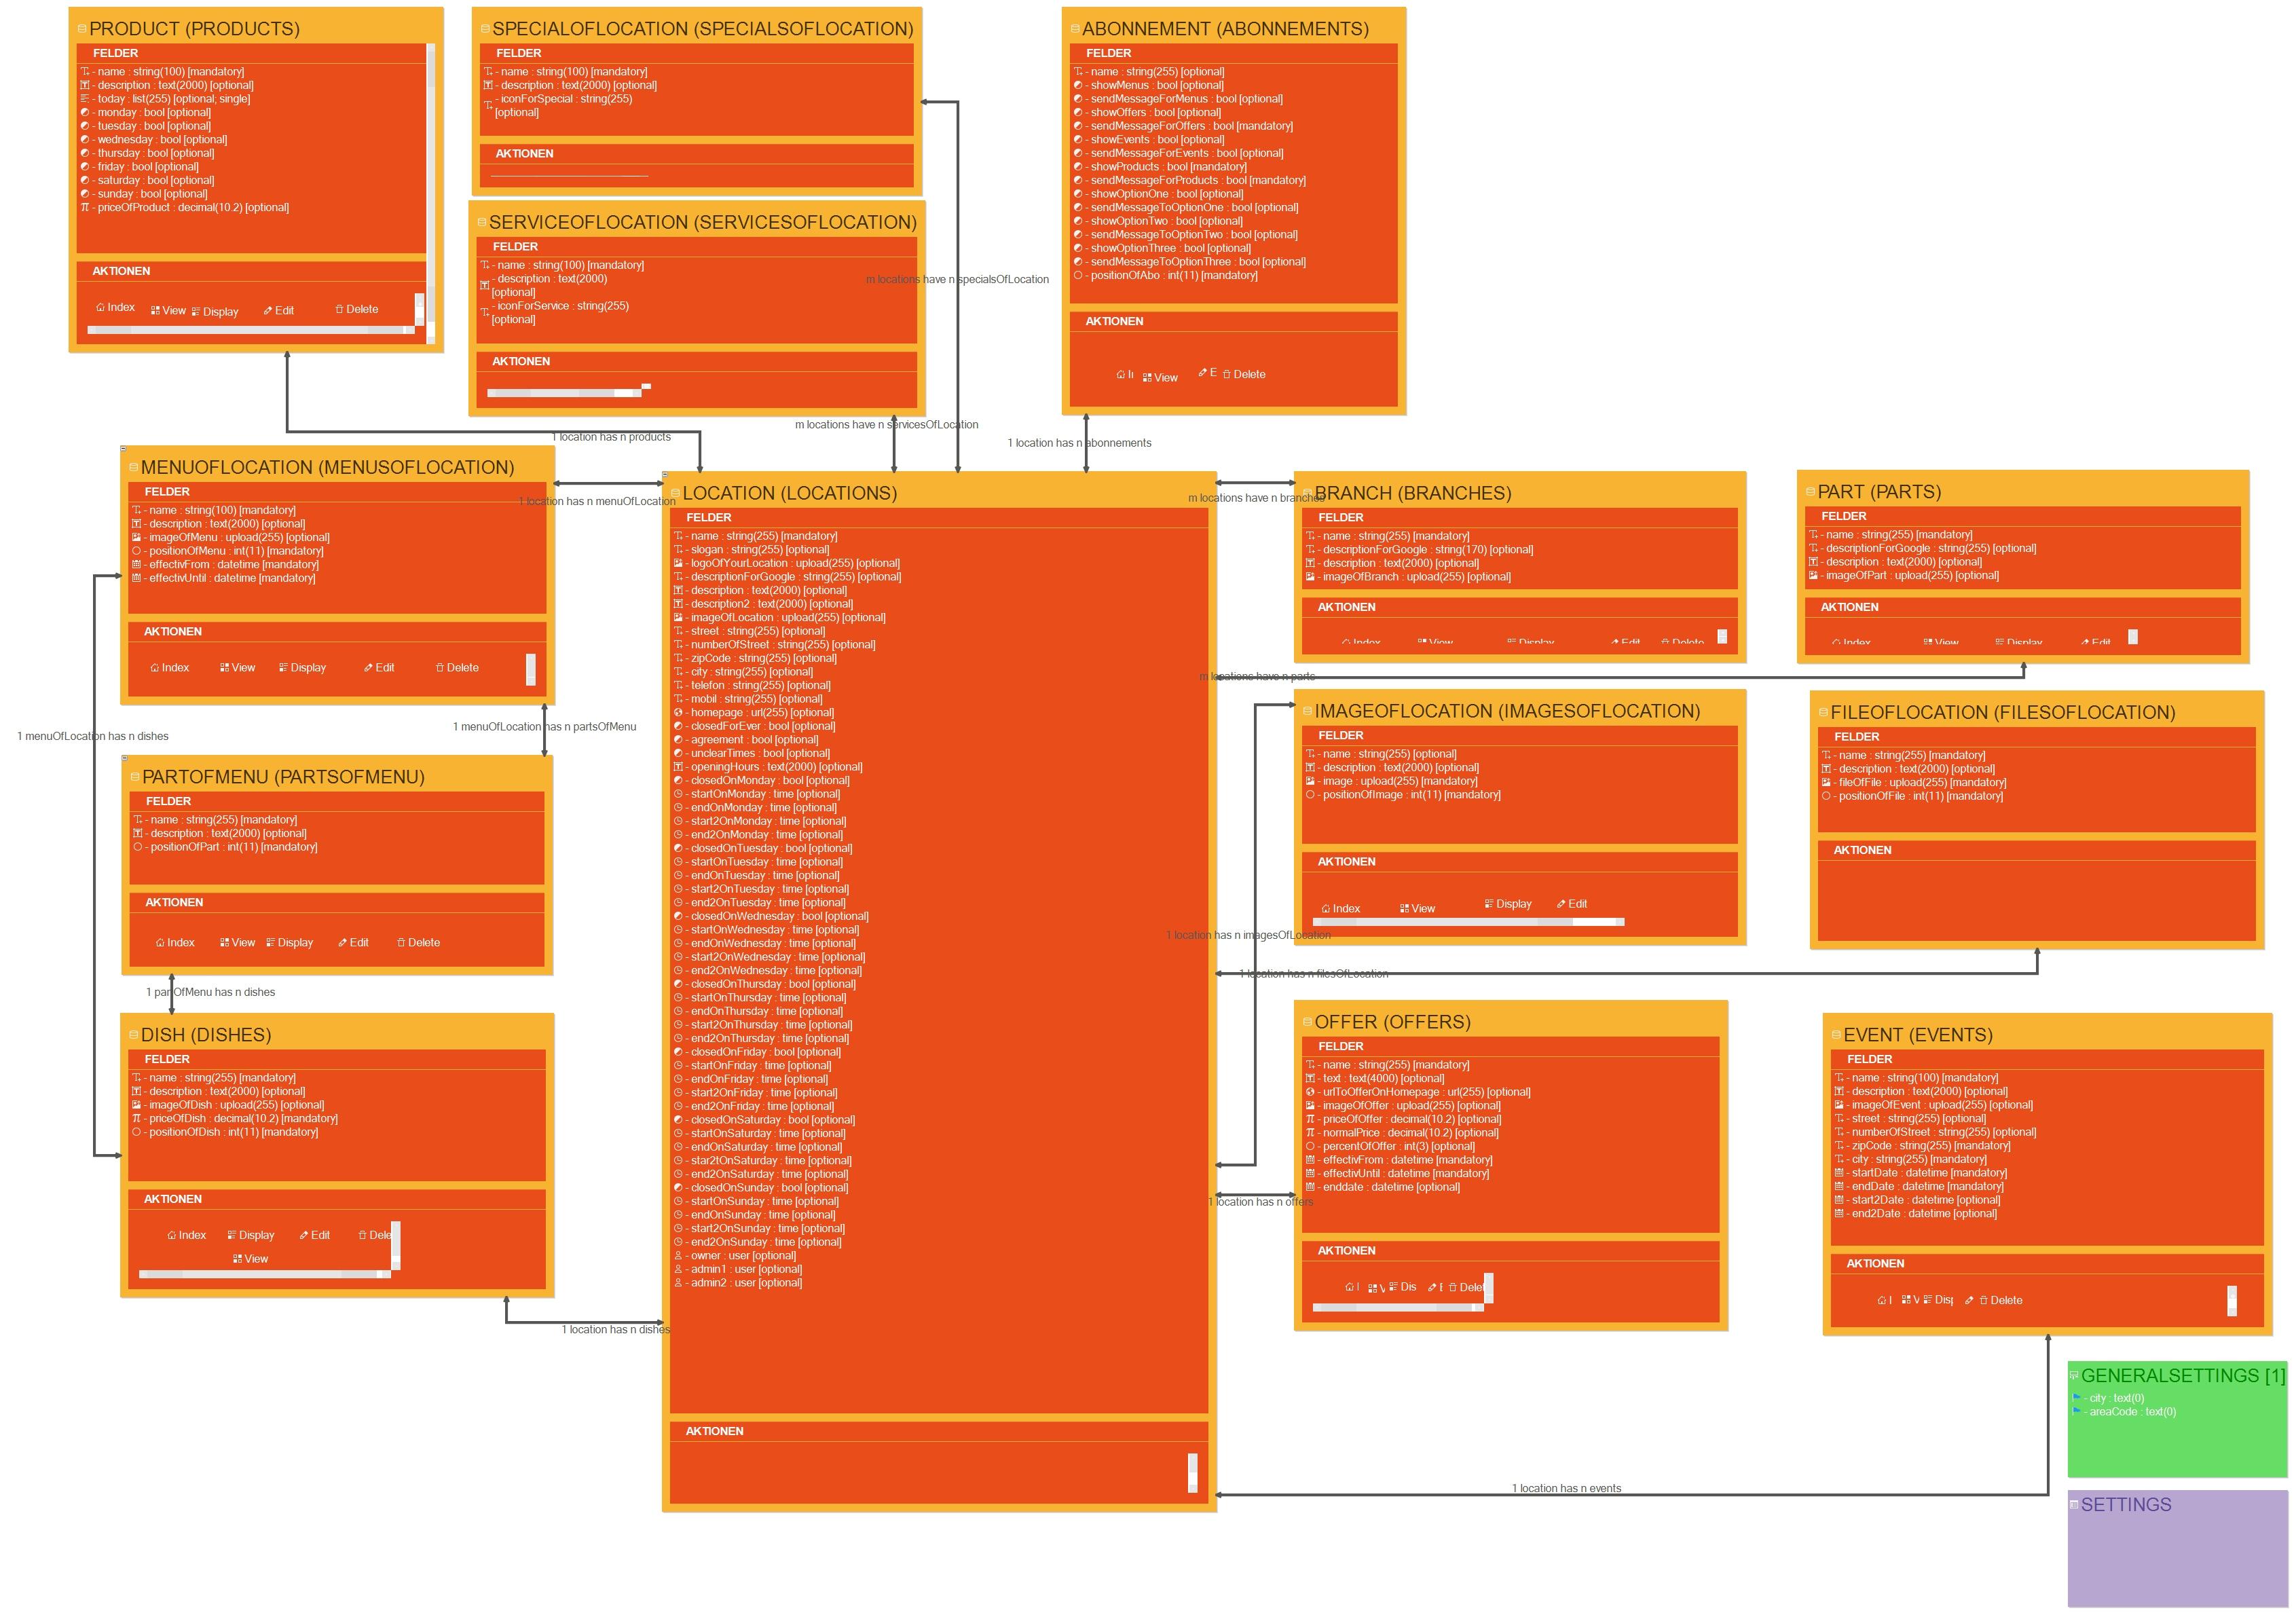 PRODUCT (PRODUCTS)
FELDER
- name : string(100) [mandatory]
- description : text(2000) [optional]
- today : list(255) [optional; single]
- monday : bool [optional]
- tuesday : bool [optional]
- wednesday : bool [optional]
- thursday : bool [optional]
- friday : bool [optional]
- saturday : bool [optional]
- sunday : bool [optional]
- priceOfProduct : decimal(10.2) [optional]
AKTIONEN
Index View Display Edit Delete
SPECIALOFLOCATION (SPECIALSOFLOCATION)
FELDER
- name : string(100) [mandatory]
- description : text(2000) [optional]
- iconForSpecial : string(255)
[optional]
AKTIONEN
SERVICEOFLOCATION (SERVICESOFLOCATION)
FELDER
- name : string(100) [mandatory]
- description : text(2000)
[optional]
- iconForService : string(255)
[optional]
AKTIONEN
ABONNEMENT (ABONNEMENTS)
FELDER
- name : string(255) [optional]
- showMenus : bool [optional]
- sendMessageForMenus : bool [optional]
- showOffers : bool [optional]
- sendMessageForOffers : bool [mandatory]
- showEvents : bool [optional]
- sendMessageForEvents : bool [optional]
- showProducts : bool [mandatory]
- sendMessageForProducts : bool [mandatory]
- showOptionOne : bool [optional]
- sendMessageToOptionOne : bool [optional]
- showOptionTwo : bool [optional]
- sendMessageToOptionTwo : bool [optional]
- showOptionThree : bool [optional]
- sendMessageToOptionThree : bool [optional]
- positionOfAbo : int(11) [mandatory]
AKTIONEN
View E Delete
m locations have n specialsOfLocation
m locations have n servicesOfLocation
1 location has n products
1 location has n abonnements
MENUOFLOCATION (MENUSOFLOCATION)
FELDER
- name : string(100) [mandatory]
- description : text(2000) [optional]
- imageOfMenu : upload(255) [optional]
- positionOfMenu : int(11) [mandatory]
- effectivFrom : datetime [mandatory]
- effectivUntil : datetime [mandatory]
AKTIONEN
Index View Display Edit Delete
1 location has n menuOfLocation
1 menuOfLocation has n dishes
1 menuOfLocation has n partsOfMenu
PARTOFMENU (PARTSOFMENU)
FELDER
- name : string(255) [mandatory]
- description : text(2000) [optional]
- positionOfPart : int(11) [mandatory]
AKTIONEN
Index View Display Edit Delete
1 partOfMenu has n dishes
DISH (DISHES)
FELDER
- name : string(255) [mandatory]
- description : text(2000) [optional]
- imageOfDish : upload(255) [optional]
- priceOfDish : decimal(10.2) [mandatory]
- positionOfDish : int(11) [mandatory]
AKTIONEN
Index Display Edit Dele
View
1 location has n dishes
LOCATION (LOCATIONS)
FELDER
- name : string(255) [mandatory]
- slogan : string(255) [optional]
- logoOfYourLocation : upload(255) [optional]
- descriptionForGoogle : string(255) [optional]
- description : text(2000) [optional]
- description2 : text(2000) [optional]
- imageOfLocation : upload(255) [optional]
- street : string(255) [optional]
- numberOfStreet : string(255) [optional]
- zipCode : string(255) [optional]
- city : string(255) [optional]
- telefon : string(255) [optional]
- mobil : string(255) [optional]
- homepage : url(255) [optional]
- closedForEver : bool [optional]
- agreement : bool [optional]
- unclearTimes : bool [optional]
- openingHours : text(2000) [optional]
- closedOnMonday : bool [optional]
- startOnMonday : time [optional]
- endOnMonday : time [optional]
- start2OnMonday : time [optional]
- end2OnMonday : time [optional]
- closedOnTuesday : bool [optional]
- startOnTuesday : time [optional]
- endOnTuesday : time [optional]
- start2OnTuesday : time [optional]
- end2OnTuesday : time [optional]
- closedOnWednesday : bool [optional]
- startOnWednesday : time [optional]
- endOnWednesday : time [optional]
- start2OnWednesday : time [optional]
- end2OnWednesday : time [optional]
- closedOnThursday : bool [optional]
- startOnThursday : time [optional]
- endOnThursday : time [optional]
- start2OnThursday : time [optional]
- end2OnThursday : time [optional]
- closedOnFriday : bool [optional]
- startOnFriday : time [optional]
- endOnFriday : time [optional]
- start2OnFriday : time [optional]
- end2OnFriday : time [optional]
- closedOnSaturday : bool [optional]
- startOnSaturday : time [optional]
- endOnSaturday : time [optional]
- star2tOnSaturday : time [optional]
- end2OnSaturday : time [optional]
- closedOnSunday : bool [optional]
- startOnSunday : time [optional]
- endOnSunday : time [optional]
- start2OnSunday : time [optional]
- end2OnSunday : time [optional]
- owner : user [optional]
- admin1 : user [optional]
- admin2 : user [optional]
AKTIONEN
m locations have n branches
BRANCH (BRANCHES)
FELDER
- name : string(255) [mandatory]
- descriptionForGoogle : string(170) [optional]
- description : text(2000) [optional]
- imageOfBranch : upload(255) [optional]
AKTIONEN
Index View Display Edit Delete
PART (PARTS)
FELDER
- name : string(255) [mandatory]
- descriptionForGoogle : string(255) [optional]
- description : text(2000) [optional]
- imageOfPart : upload(255) [optional]
AKTIONEN
Index View Display Edit
m locations have n parts
IMAGEOFLOCATION (IMAGESOFLOCATION)
FELDER
- name : string(255) [optional]
- description : text(2000) [optional]
- image : upload(255) [mandatory]
- positionOfImage : int(11) [mandatory]
AKTIONEN
Index View Display Edit
1 location has n imagesOfLocation
FILEOFLOCATION (FILESOFLOCATION)
FELDER
- name : string(255) [mandatory]
- description : text(2000) [optional]
- fileOfFile : upload(255) [mandatory]
- positionOfFile : int(11) [mandatory]
AKTIONEN
1 location has n filesOfLocation
OFFER (OFFERS)
FELDER
- name : string(255) [mandatory]
- text : text(4000) [optional]
- urlToOfferOnHomepage : url(255) [optional]
- imageOfOffer : upload(255) [optional]
- priceOfOffer : decimal(10.2) [optional]
- normalPrice : decimal(10.2) [optional]
- percentOfOffer : int(3) [optional]
- effectivFrom : datetime [mandatory]
- effectivUntil : datetime [mandatory]
- enddate : datetime [optional]
AKTIONEN
Dis Delet
1 location has n offers
EVENT (EVENTS)
FELDER
- name : string(100) [mandatory]
- description : text(2000) [optional]
- imageOfEvent : upload(255) [optional]
- street : string(255) [optional]
- numberOfStreet : string(255) [optional]
- zipCode : string(255) [mandatory]
- city : string(255) [mandatory]
- startDate : datetime [mandatory]
- endDate : datetime [mandatory]
- start2Date : datetime [optional]
- end2Date : datetime [optional]
AKTIONEN
Delete
1 location has n events
GENERALSETTINGS [1]
- city : text(0)
- areaCode : text(0)
SETTINGS